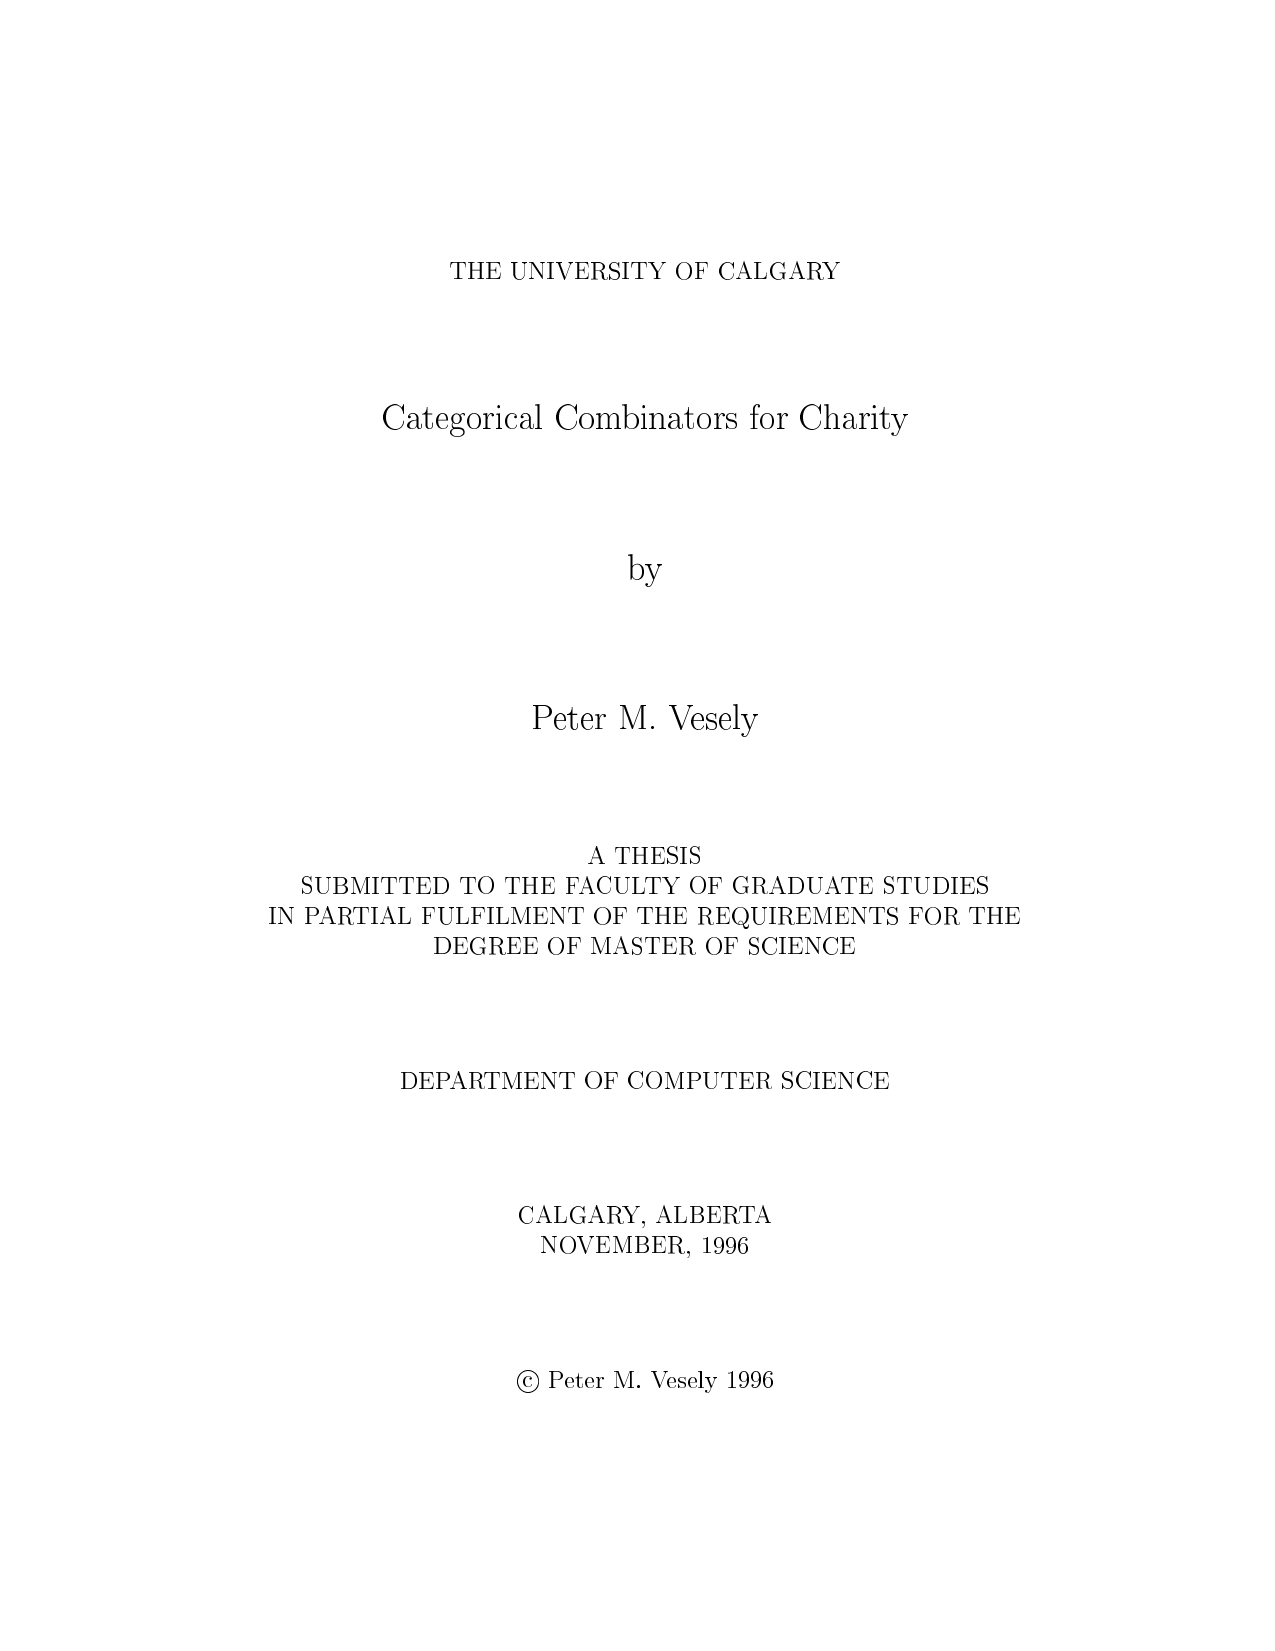 THE UNIVERSITY OF CALGARY
Categorical Combinators for Charity
by
Peter M. Vesely
A THESIS
SUBMITTED TO THE FACULTY OF GRADUATE STUDIES
IN PARTIAL FULFILMENT OF THE REQUIREMENTS FOR THE
DEGREE OF MASTER OF SCIENCE
DEPARTMENT OF COMPUTER SCIENCE
CALGARY, ALBERTA
NOVEMBER, 1996
© Peter M. Vesely 1996